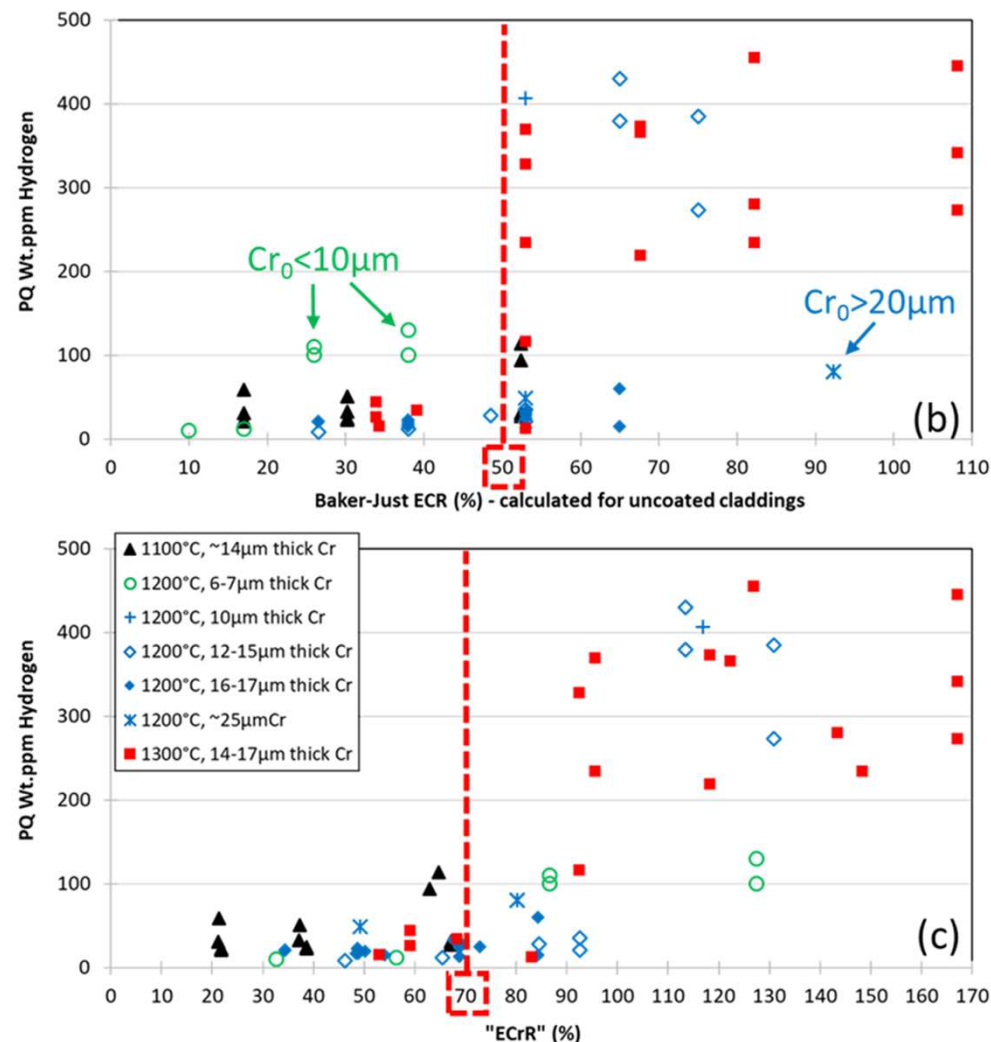 500
400
300
200
100
0
PQ Wt.ppm Hydrogen
Cr₀<10µm
Cr₀>20µm
(b)
0 10 20 30 40 50 60 70 80 90 100 110
Baker-Just ECR (%) - calculated for uncoated claddings
500
400
300
200
100
0
PQ Wt.ppm Hydrogen
1100°C, ~14µm thick Cr
1200°C, 6-7µm thick Cr
1200°C, 10µm thick Cr
1200°C, 12-15µm thick Cr
1200°C, 16-17µm thick Cr
1200°C, ~25µmCr
1300°C, 14-17µm thick Cr
(c)
0 10 20 30 40 50 60 70 80 90 100 110 120 130 140 150 160 170
"ECrR" (%)